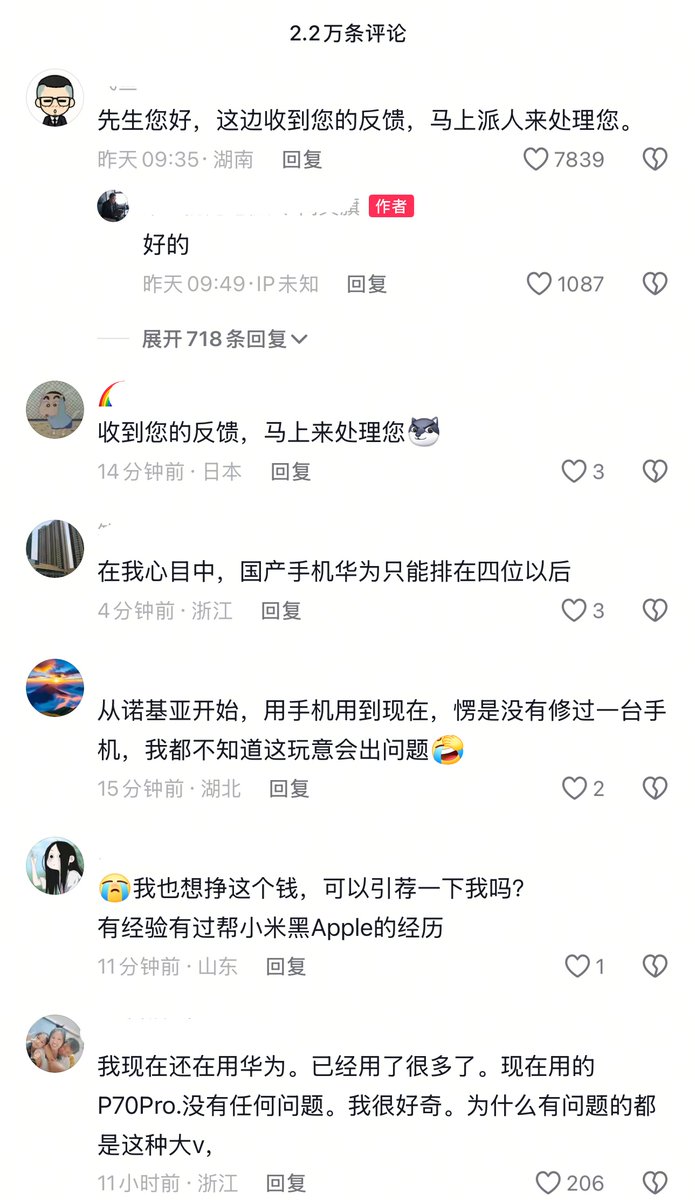 2.2万条评论
先生您好，这边收到您的反馈，马上派人来处理您。
昨天 09:35 · 湖南 回复 7839
作者
好的
昨天 09:49 · IP未知 回复 1087
展开 718 条回复
收到您的反馈，马上来处理您
14分钟前 · 日本 回复 3
在我心目中，国产手机华为只能排在四位以后
4分钟前 · 浙江 回复 3
从诺基亚开始，用手机用到现在，愣是没有修过一台手
机，我都不知道这玩意会出问题
15分钟前 · 湖北 回复 2
我也想挣这个钱，可以引荐一下我吗？
有经验有过帮小米黑Apple的经历
11分钟前 · 山东 回复 1
我现在还在用华为。已经用了很多了。现在用的
P70Pro.没有任何问题。我很好奇。为什么有问题的都
是这种大v，
11小时前 · 浙江 回复 206